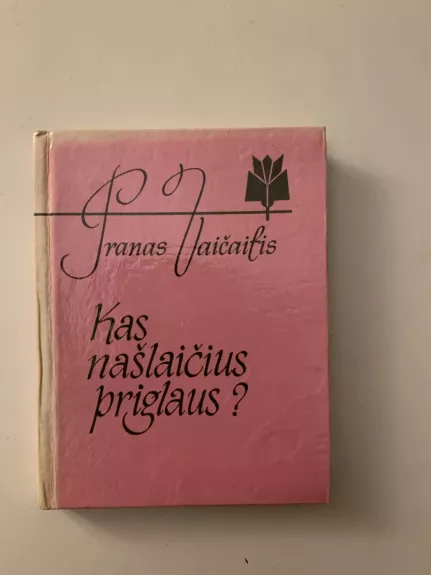 Pranas Vaičaitis
Kas
našlaičius
priglaus?